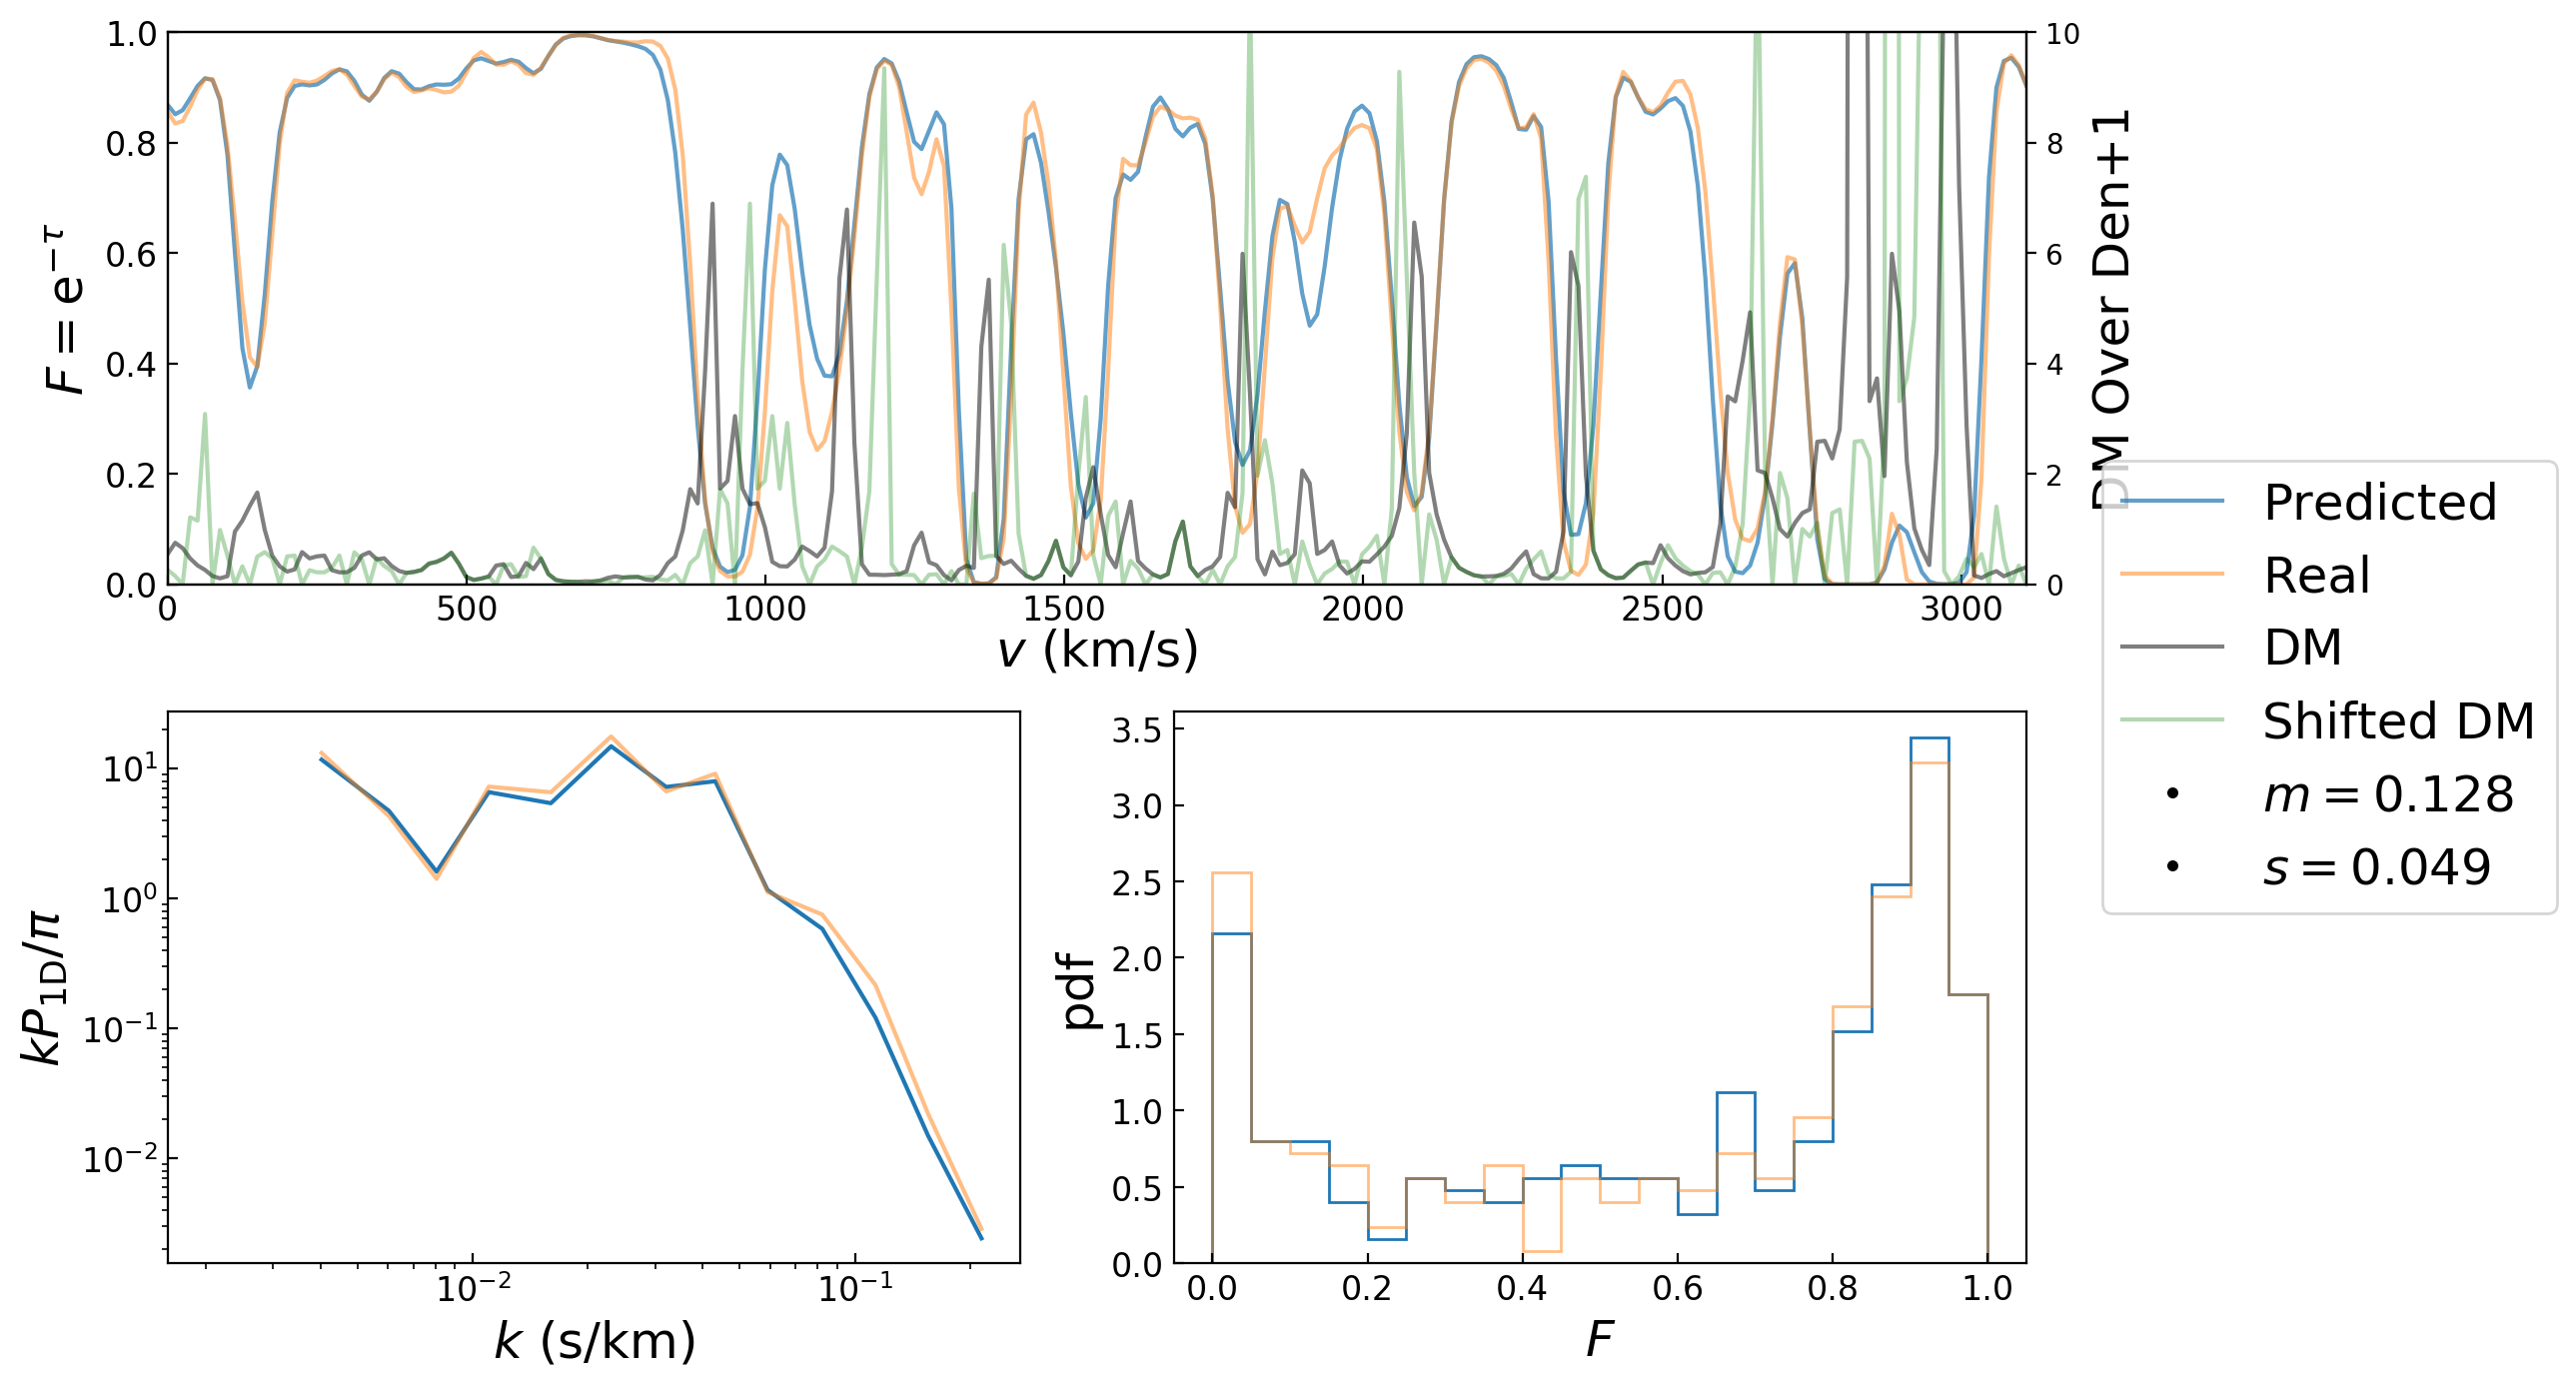 1.0
0.8
0.6
0.4
0.2
0.0
F = e^{−τ}
10
8
6
4
2
0
DM Over Den+1
0 500 1000 1500 2000 2500 3000
v (km/s)
Predicted
Real
DM
Shifted DM
m = 0.128
s = 0.049
10^1
10^0
10^{−1}
10^{−2}
kP_{1D}/π
10^{−2} 10^{−1}
k (s/km)
3.5
3.0
2.5
2.0
1.5
1.0
0.5
0.0
pdf
0.0 0.2 0.4 0.6 0.8 1.0
F